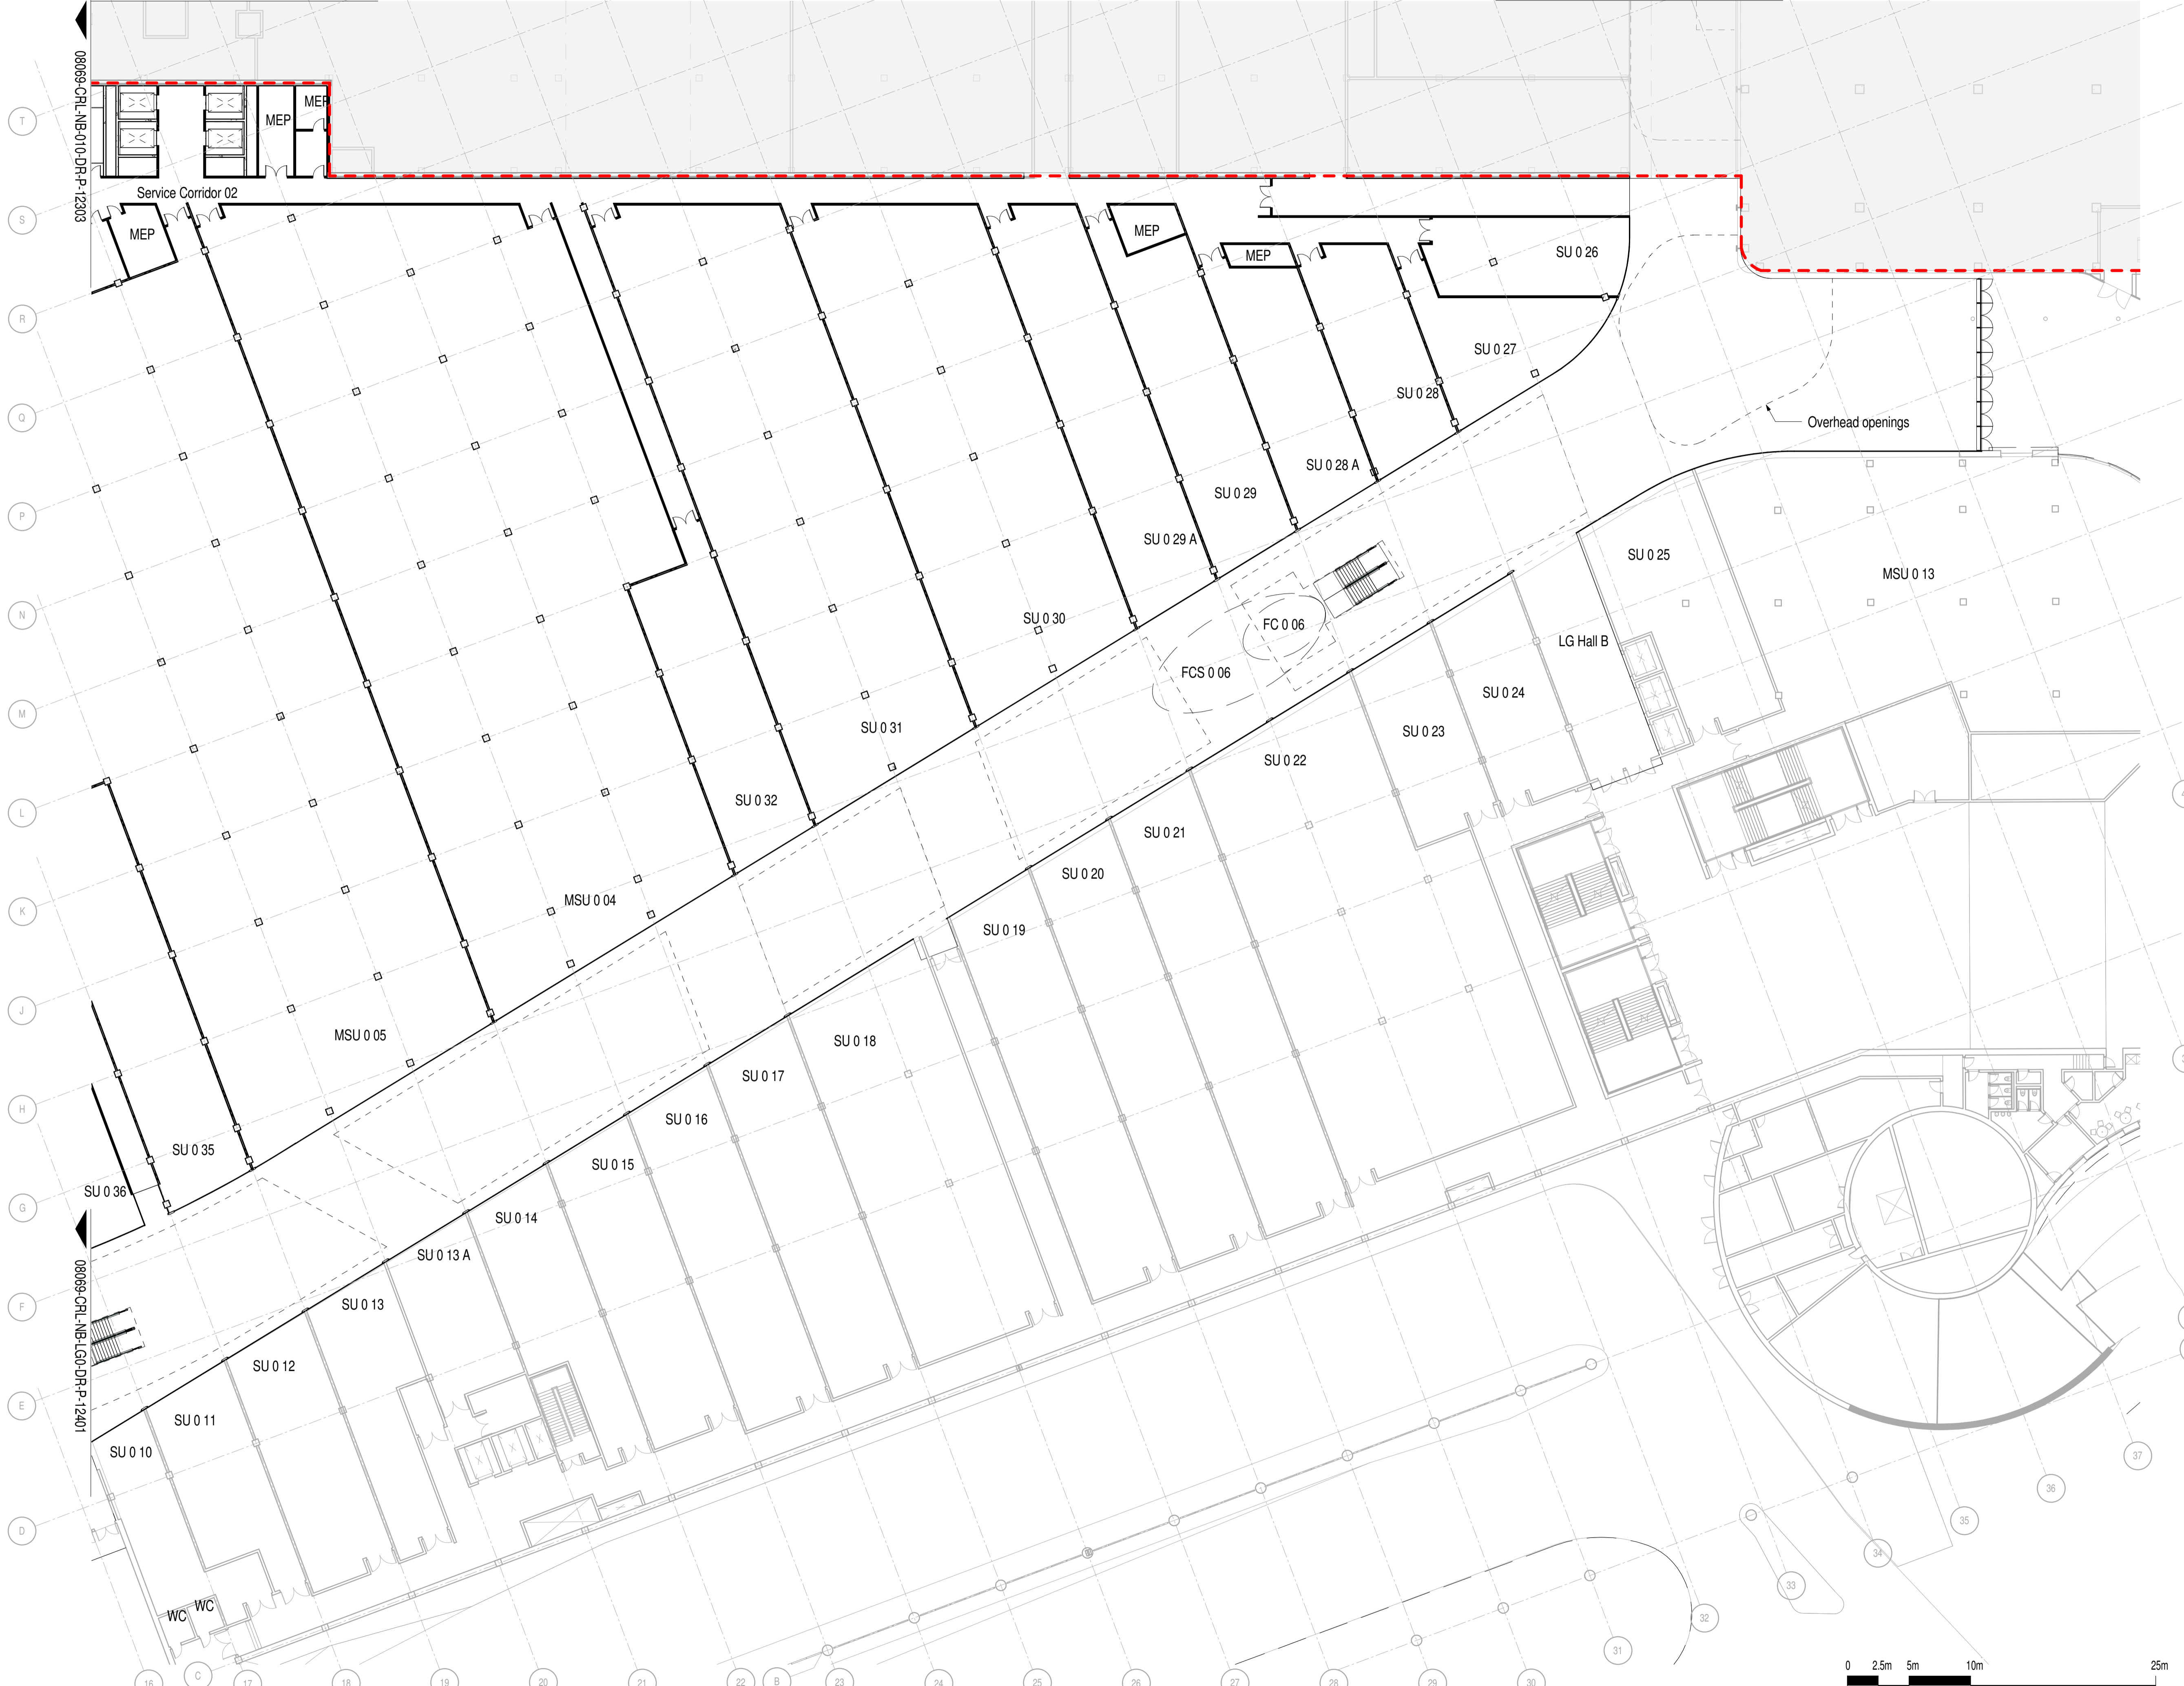 08069-CRL-NB-010-DR-P-12303
MEP
MEP
T
Service Corridor 02
S
MEP
MEP
MEP
SU 0 26
R
SU 0 27
Q
SU 0 28
Overhead openings
SU 0 28 A
P
SU 0 29
SU 0 29 A
SU 0 25
MSU 0 13
N
SU 0 30
FC 0 06
LG Hall B
FCS 0 06
SU 0 24
M
SU 0 31
SU 0 23
SU 0 22
SU 0 32
L
SU 0 21
SU 0 20
MSU 0 04
K
SU 0 19
J
MSU 0 05
SU 0 18
SU 0 17
H
SU 0 16
SU 0 35
SU 0 15
SU 0 36
G
SU 0 14
SU 0 13 A
08069-CRL-NB-LG0-DR-P-12401
F
SU 0 13
SU 0 12
E
SU 0 11
SU 0 10
37
36
D
35
34
33
WC
WC
32
31
C
B
16
17
18
19
20
21
22
23
24
25
26
27
28
29
30
0 2.5m 5m 10m 25m